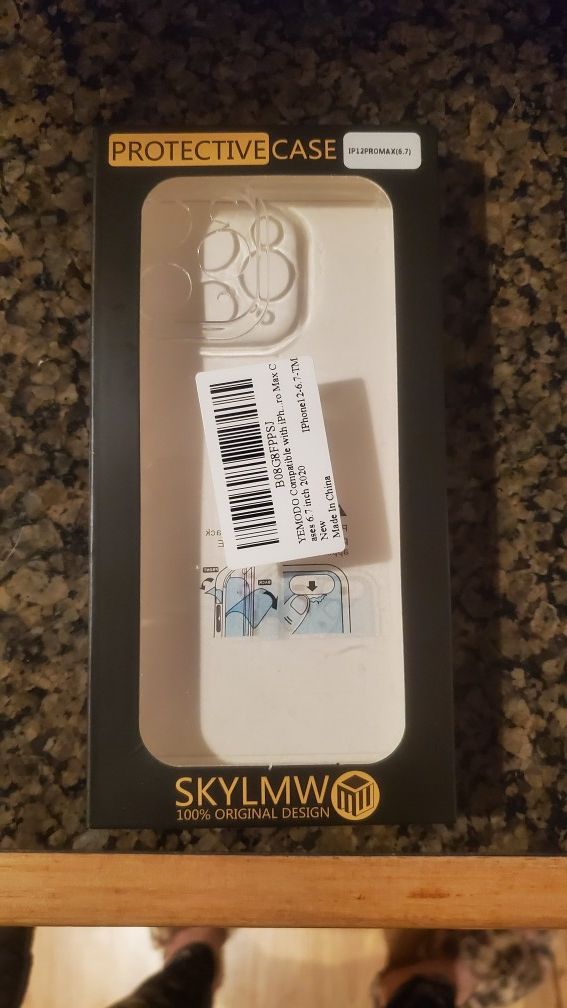 PROTECTIVE CASE
IP12PROMAX(6.7)
B08G8FPPSJ
YEMODO Compatible with iPh...ro Max C
ases 6.7 inch 2020
New
IPhone12-6.7-TM
Made In China
SKYLMW
100% ORIGINAL DESIGN